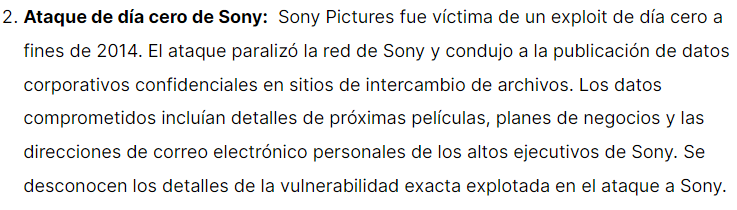 2. Ataque de día cero de Sony: Sony Pictures fue víctima de un exploit de día cero a
fines de 2014. El ataque paralizó la red de Sony y condujo a la publicación de datos
corporativos confidenciales en sitios de intercambio de archivos. Los datos
comprometidos incluían detalles de próximas películas, planes de negocios y las
direcciones de correo electrónico personales de los altos ejecutivos de Sony. Se
desconocen los detalles de la vulnerabilidad exacta explotada en el ataque a Sony.